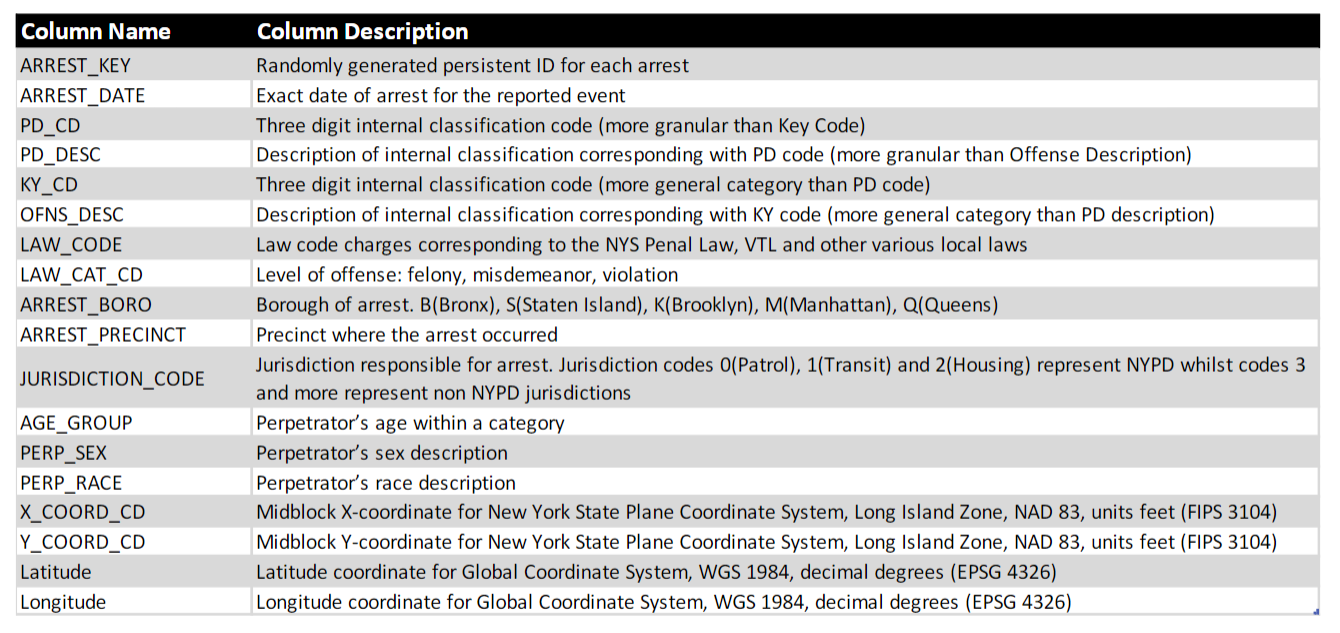 Column Name Column Description
ARREST_KEY Randomly generated persistent ID for each arrest
ARREST_DATE Exact date of arrest for the reported event
PD_CD Three digit internal classification code (more granular than Key Code)
PD_DESC Description of internal classification corresponding with PD code (more granular than Offense Description)
KY_CD Three digit internal classification code (more general category than PD code)
OFNS_DESC Description of internal classification corresponding with KY code (more general category than PD description)
LAW_CODE Law code charges corresponding to the NYS Penal Law, VTL and other various local laws
LAW_CAT_CD Level of offense: felony, misdemeanor, violation
ARREST_BORO Borough of arrest. B(Bronx), S(Staten Island), K(Brooklyn), M(Manhattan), Q(Queens)
ARREST_PRECINCT Precinct where the arrest occurred
JURISDICTION_CODE Jurisdiction responsible for arrest. Jurisdiction codes 0(Patrol), 1(Transit) and 2(Housing) represent NYPD whilst codes 3
and more represent non NYPD jurisdictions
AGE_GROUP Perpetrator’s age within a category
PERP_SEX Perpetrator’s sex description
PERP_RACE Perpetrator’s race description
X_COORD_CD Midblock X-coordinate for New York State Plane Coordinate System, Long Island Zone, NAD 83, units feet (FIPS 3104)
Y_COORD_CD Midblock Y-coordinate for New York State Plane Coordinate System, Long Island Zone, NAD 83, units feet (FIPS 3104)
Latitude Latitude coordinate for Global Coordinate System, WGS 1984, decimal degrees (EPSG 4326)
Longitude Longitude coordinate for Global Coordinate System, WGS 1984, decimal degrees (EPSG 4326)